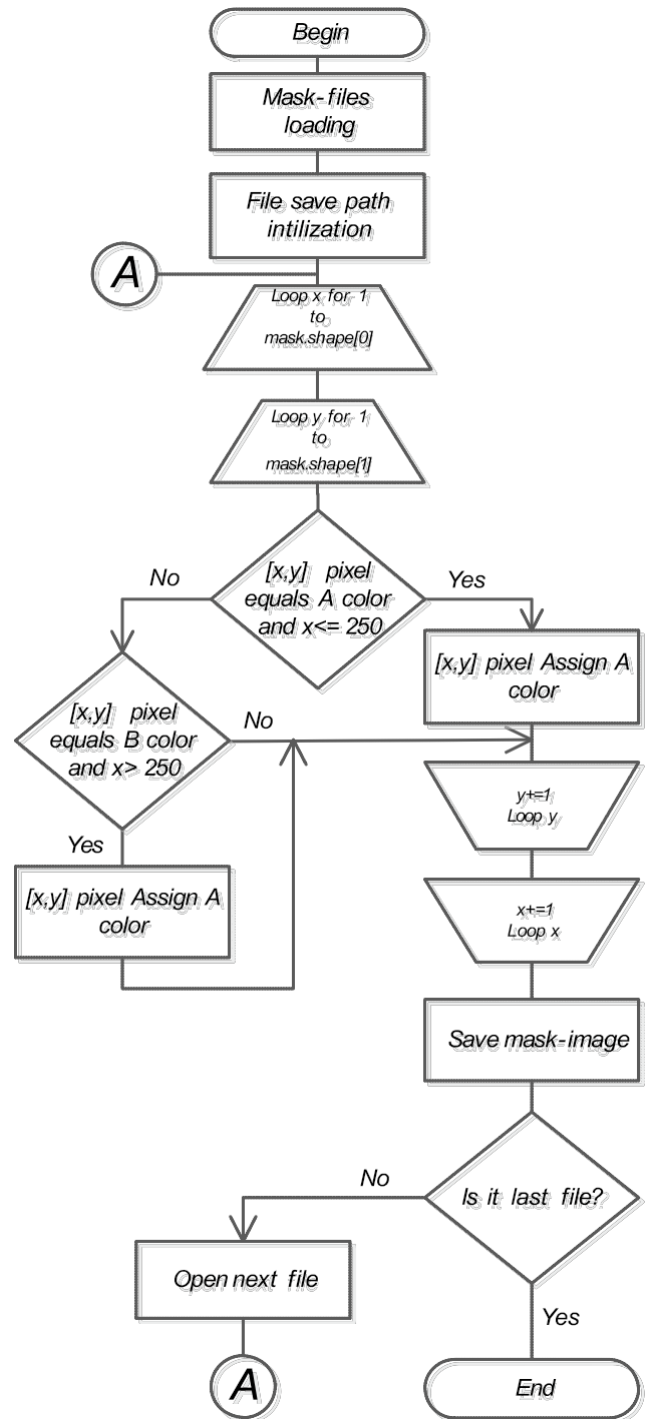 Begin
Mask-files
loading
File save path
intilization
A
Loop x for 1
to
mask.shape[0]
Loop y for 1
to
mask.shape[1]
[x,y] pixel
equals A color
and x<= 250
No
Yes
[x,y] pixel Assign A
color
[x,y] pixel
equals B color
and x> 250
No
Yes
[x,y] pixel Assign A
color
y+=1
Loop y
x+=1
Loop x
Save mask-image
Is it last file?
No
Yes
Open next file
A
End